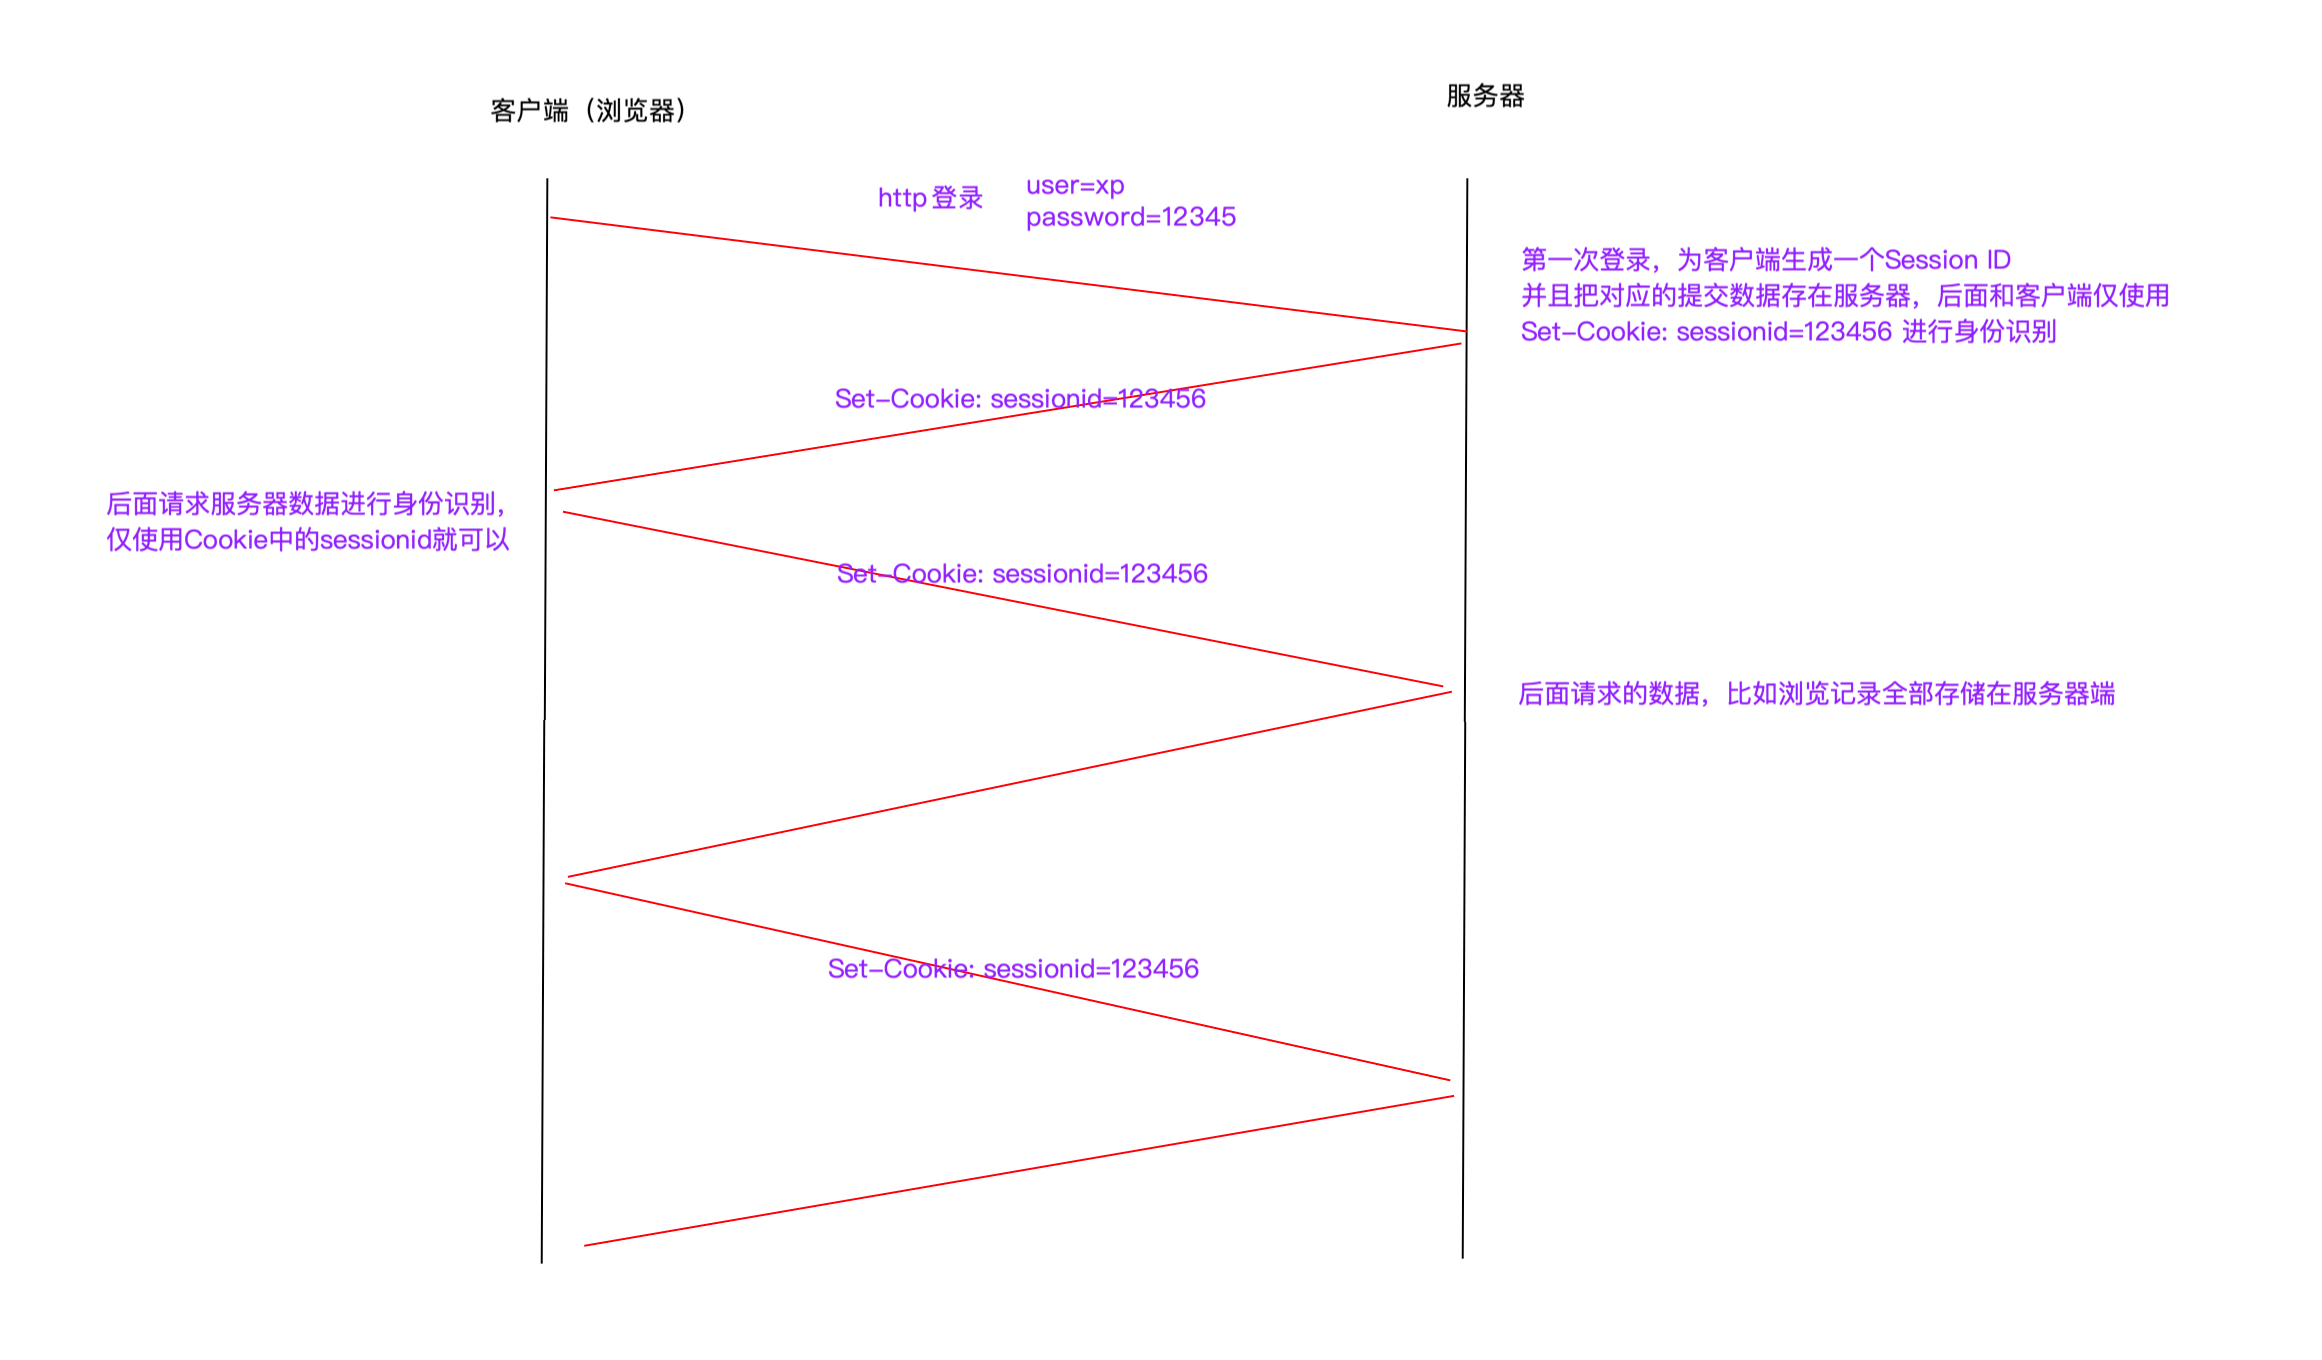 客户端（浏览器）
服务器
http 登录
user=xp
password=12345
第一次登录，为客户端生成一个Session ID
并且把对应的提交数据存在服务器，后面和客户端仅使用
Set-Cookie: sessionid=123456 进行身份识别
Set-Cookie: sessionid=123456
后面请求服务器数据进行身份识别，
仅使用Cookie中的sessionid就可以
Set-Cookie: sessionid=123456
后面请求的数据，比如浏览记录全部存储在服务器端
Set-Cookie: sessionid=123456